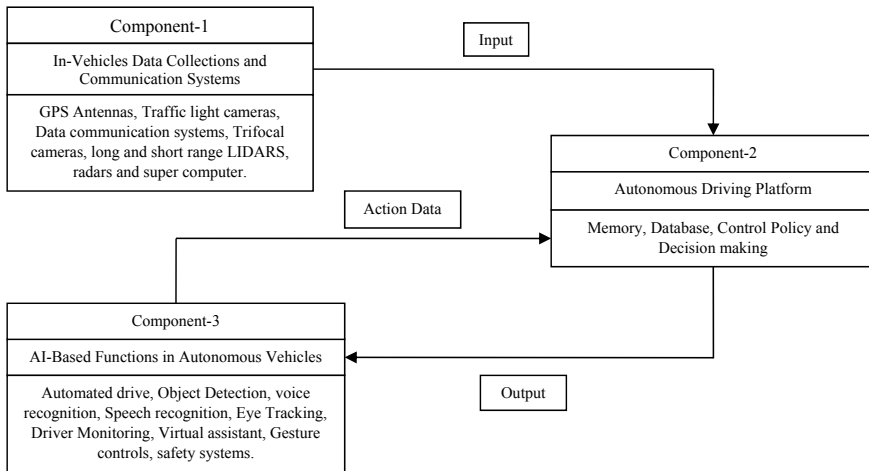 Component-1
In-Vehicles Data Collections and
Communication Systems
GPS Antennas, Traffic light cameras,
Data communication systems, Trifocal
cameras, long and short range LIDARS,
radars and super computer.
Input
Component-2
Autonomous Driving Platform
Memory, Database, Control Policy and
Decision making
Action Data
Component-3
AI-Based Functions in Autonomous Vehicles
Automated drive, Object Detection, voice
recognition, Speech recognition, Eye Tracking,
Driver Monitoring, Virtual assistant, Gesture
controls, safety systems.
Output